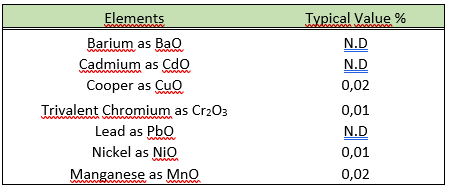 Elements Typical Value %
Barium as BaO N.D
Cadmium as CdO N.D
Cooper as CuO 0,02
Trivalent Chromium as Cr2O3 0,01
Lead as PbO N.D
Nickel as NiO 0,01
Manganese as MnO 0,02